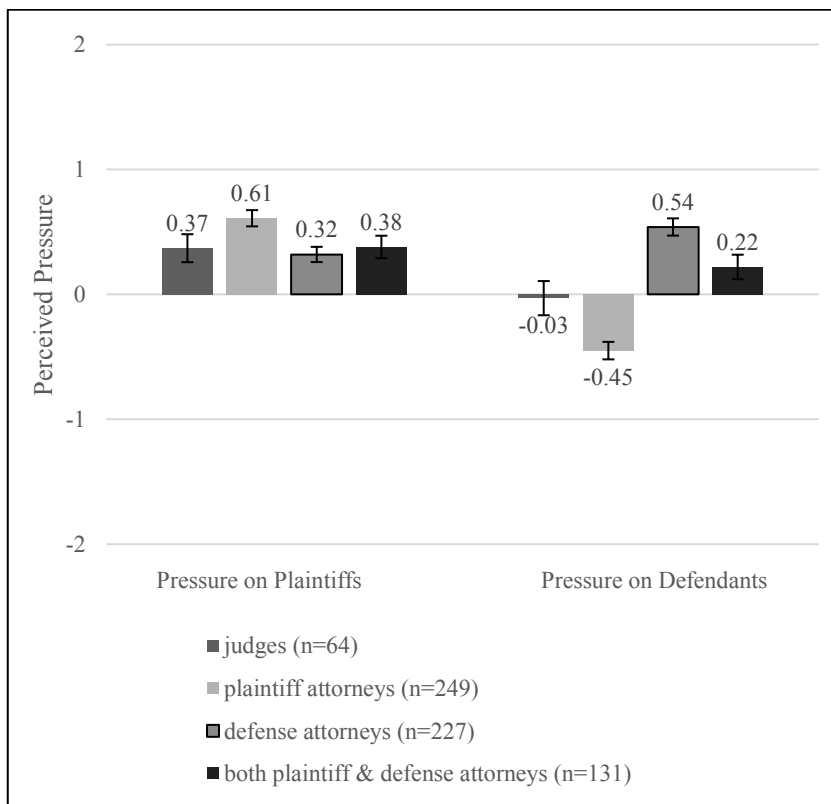 2
1
0
-1
-2
Perceived Pressure
0.37
0.61
0.32
0.38
-0.03
-0.45
0.54
0.22
Pressure on Plaintiffs
Pressure on Defendants
judges (n=64)
plaintiff attorneys (n=249)
defense attorneys (n=227)
both plaintiff & defense attorneys (n=131)